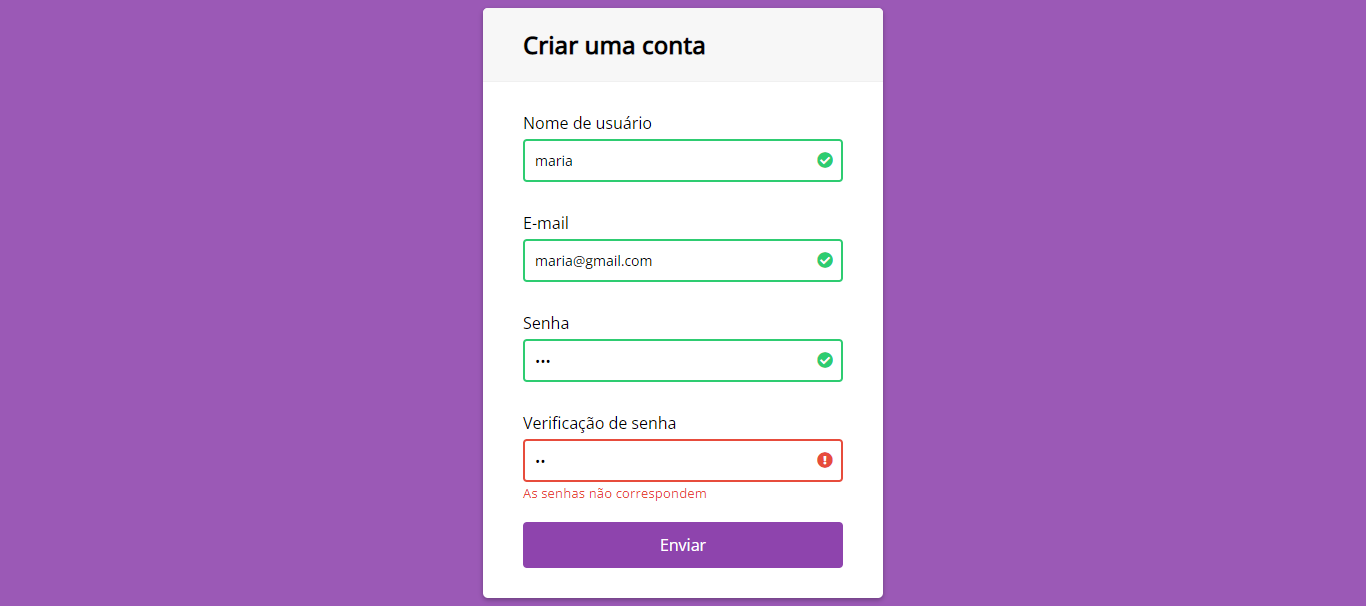 Criar uma conta
Nome de usuário
maria
E-mail
maria@gmail.com
Senha
•••
Verificação de senha
••
As senhas não correspondem
Enviar